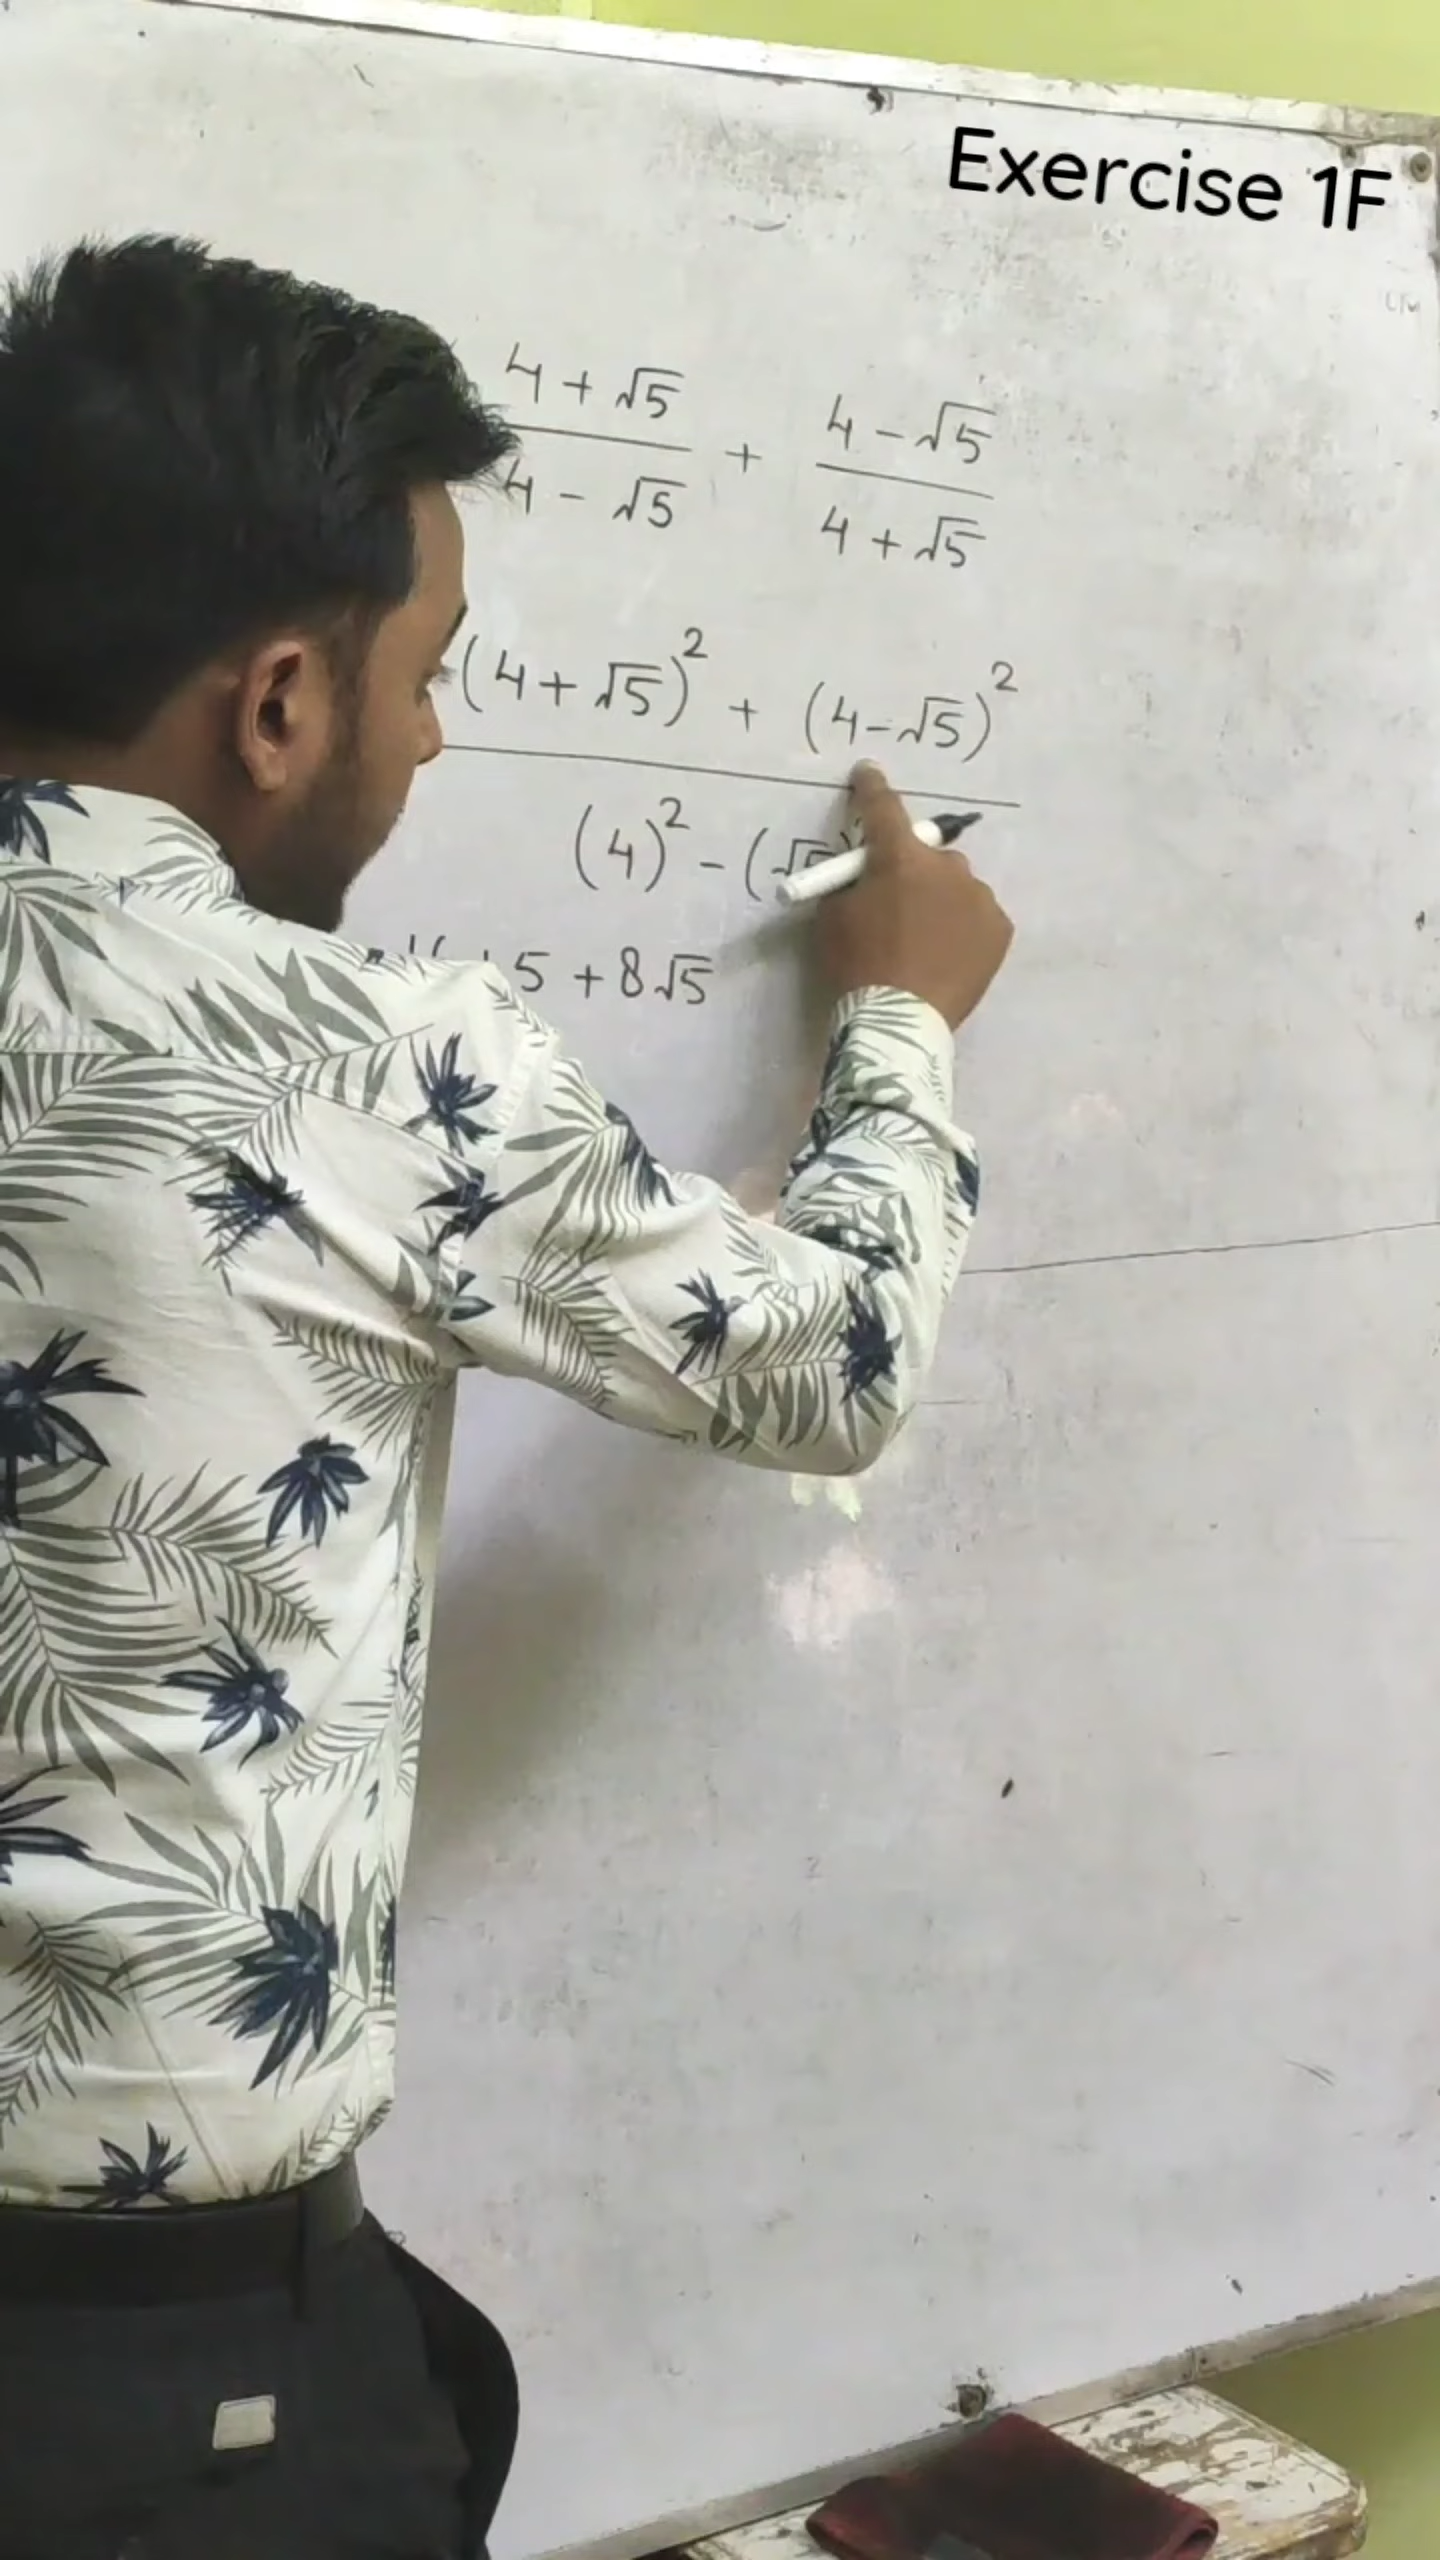 Exercise 1F
4 + √5 / 4 - √5 + 4 - √5 / 4 + √5
(4 + √5)² + (4 - √5)²
(4)² - (√5)
5 + 8√5